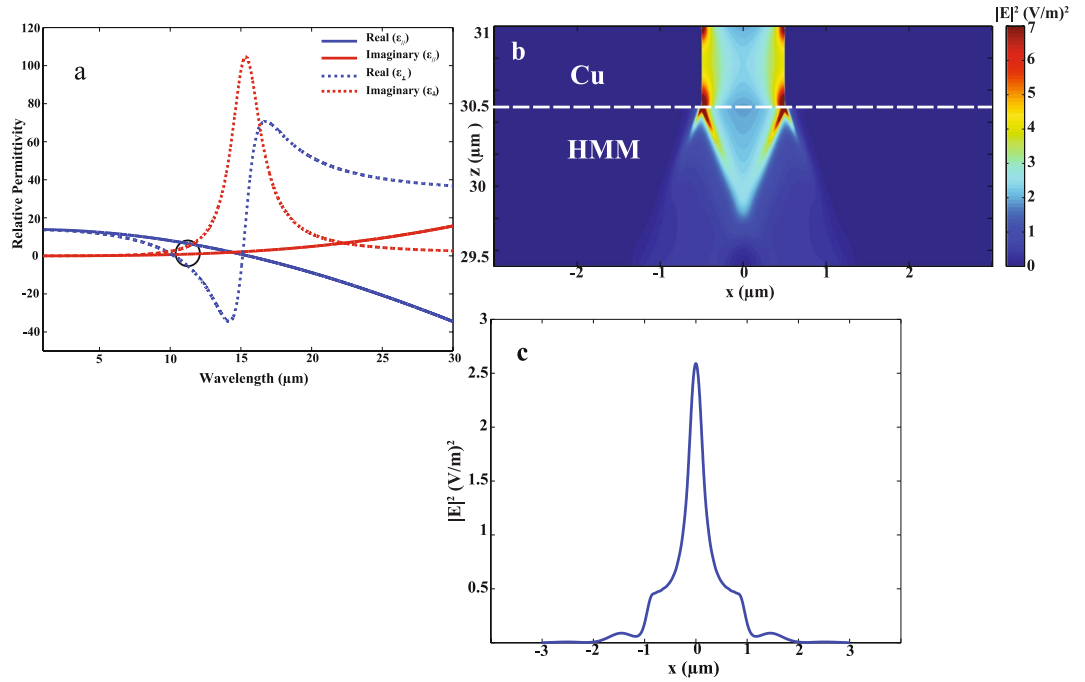 a
Real (ε//)
Imaginary (ε//)
Real (ε⊥)
Imaginary (ε⊥)
Relative Permittivity
120
100
80
60
40
20
0
-20
-40
5
10
15
20
25
30
Wavelength (µm)
b
Cu
HMM
z (µm)
31
30.5
30
29.5
-2
-1
0
1
2
x (µm)
|E|² (V/m)²
7
6
5
4
3
2
1
0
c
|E|² (V/m)²
3
2.5
2
1.5
1
0.5
-3
-2
-1
0
1
2
3
x (µm)